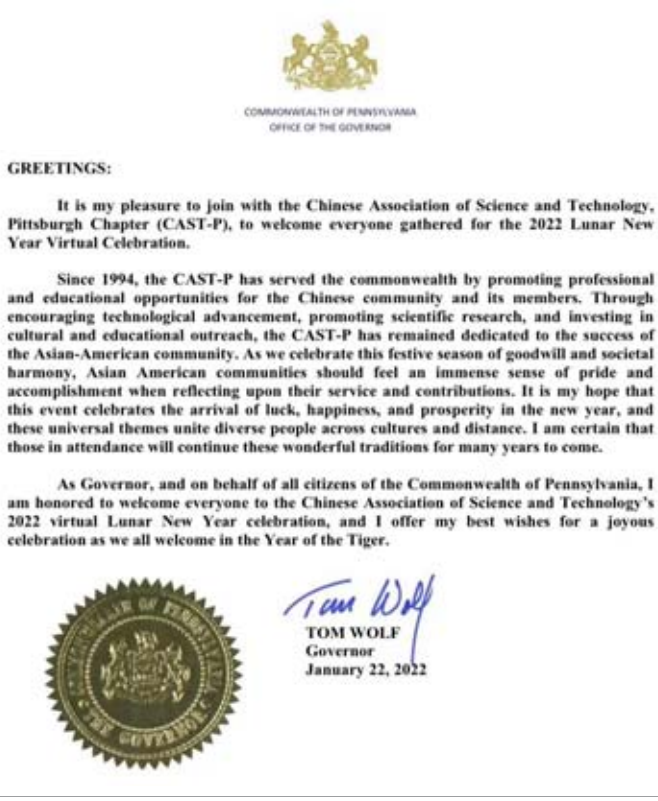 COMMONWEALTH OF PENNSYLVANIA
OFFICE OF THE GOVERNOR
GREETINGS:
It is my pleasure to join with the Chinese Association of Science and Technology,
Pittsburgh Chapter (CAST-P), to welcome everyone gathered for the 2022 Lunar New
Year Virtual Celebration.
Since 1994, the CAST-P has served the commonwealth by promoting professional
and educational opportunities for the Chinese community and its members. Through
encouraging technological advancement, promoting scientific research, and investing in
cultural and educational outreach, the CAST-P has remained dedicated to the success of
the Asian-American community. As we celebrate this festive season of goodwill and societal
harmony, Asian American communities should feel an immense sense of pride and
accomplishment when reflecting upon their service and contributions. It is my hope that
this event celebrates the arrival of luck, happiness, and prosperity in the new year, and
these universal themes unite diverse people across cultures and distance. I am certain that
those in attendance will continue these wonderful traditions for many years to come.
As Governor, and on behalf of all citizens of the Commonwealth of Pennsylvania, I
am honored to welcome everyone to the Chinese Association of Science and Technology's
2022 virtual Lunar New Year celebration, and I offer my best wishes for a joyous
celebration as we all welcome in the Year of the Tiger.
Tom Wolf
TOM WOLF
Governor
January 22, 2022
COMMONWEALTH OF PENNSYLVANIA
THE GOVERNOR